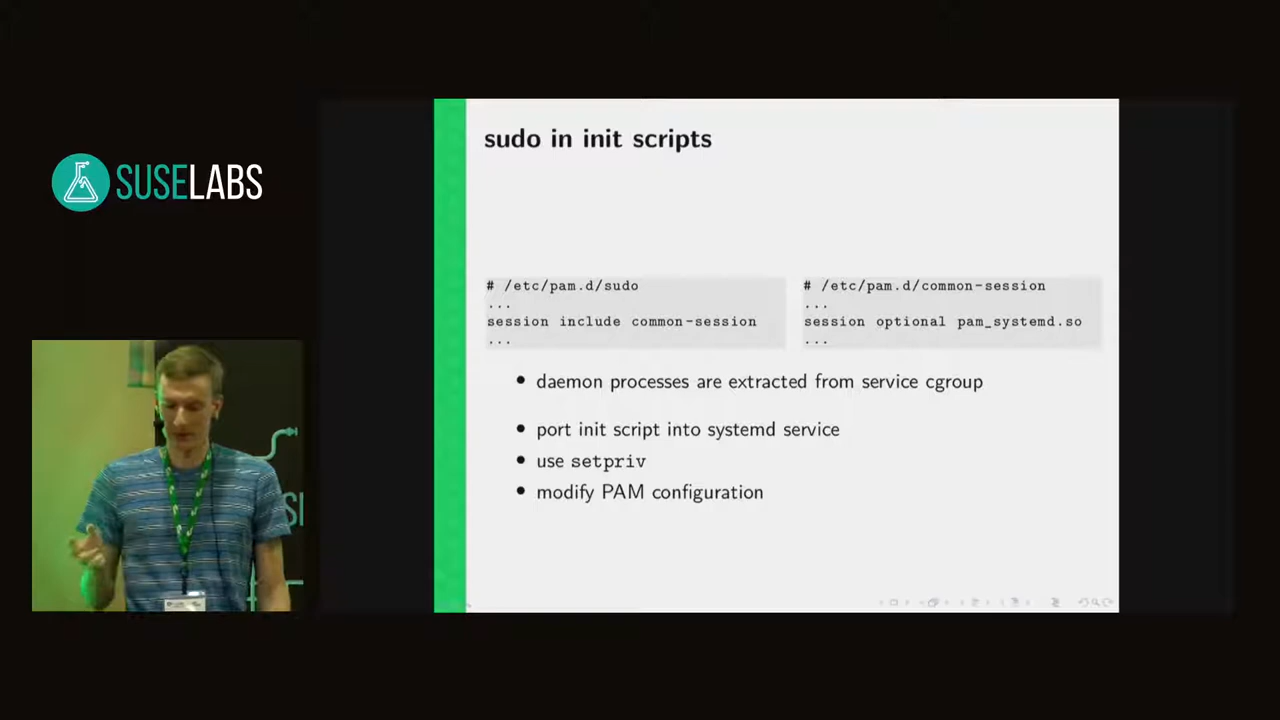 SUSELABS
sudo in init scripts
# /etc/pam.d/sudo
...
session include common-session
...
# /etc/pam.d/common-session
...
session optional pam_systemd.so
...
• daemon processes are extracted from service cgroup
• port init script into systemd service
• use setpriv
• modify PAM configuration